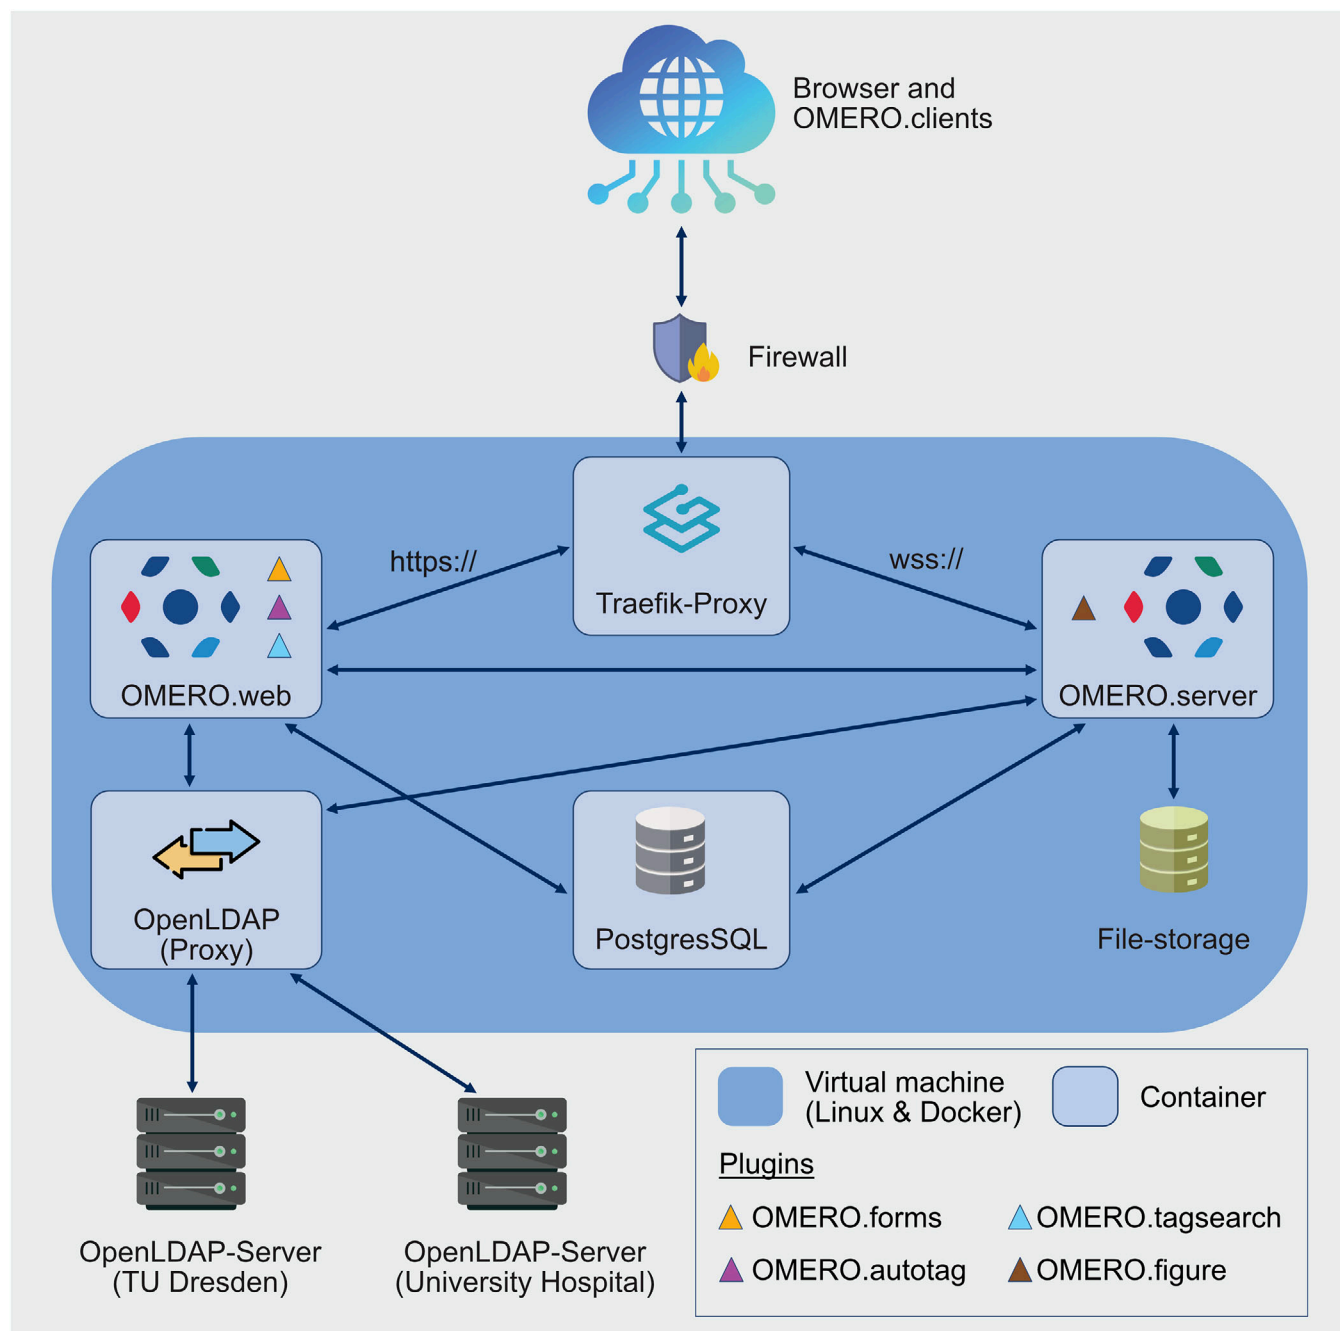 Browser and
OMERO.clients
Firewall
https://
wss://
Traefik-Proxy
OMERO.web
OMERO.server
OpenLDAP
(Proxy)
PostgresSQL
File-storage
OpenLDAP-Server
(TU Dresden)
OpenLDAP-Server
(University Hospital)
Virtual machine
(Linux & Docker)
Container
Plugins
OMERO.forms
OMERO.tagsearch
OMERO.autotag
OMERO.figure